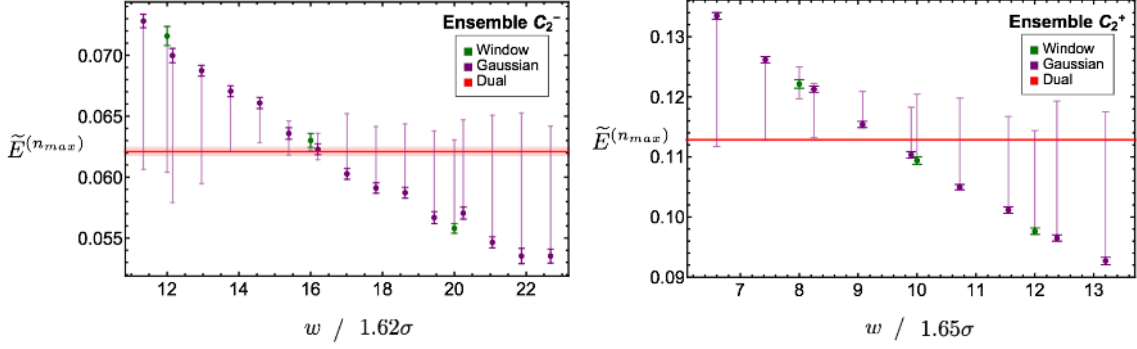 Ensemble C₂⁻
Window
Gaussian
Dual
0.070
0.065
0.060
0.055
Ẽ⁽ⁿᵐᵃˣ⁾
12 14 16 18 20 22
w / 1.62σ
Ensemble C₂⁺
Window
Gaussian
Dual
0.13
0.12
0.11
0.10
0.09
Ẽ⁽ⁿᵐᵃˣ⁾
7 8 9 10 11 12 13
w / 1.65σ